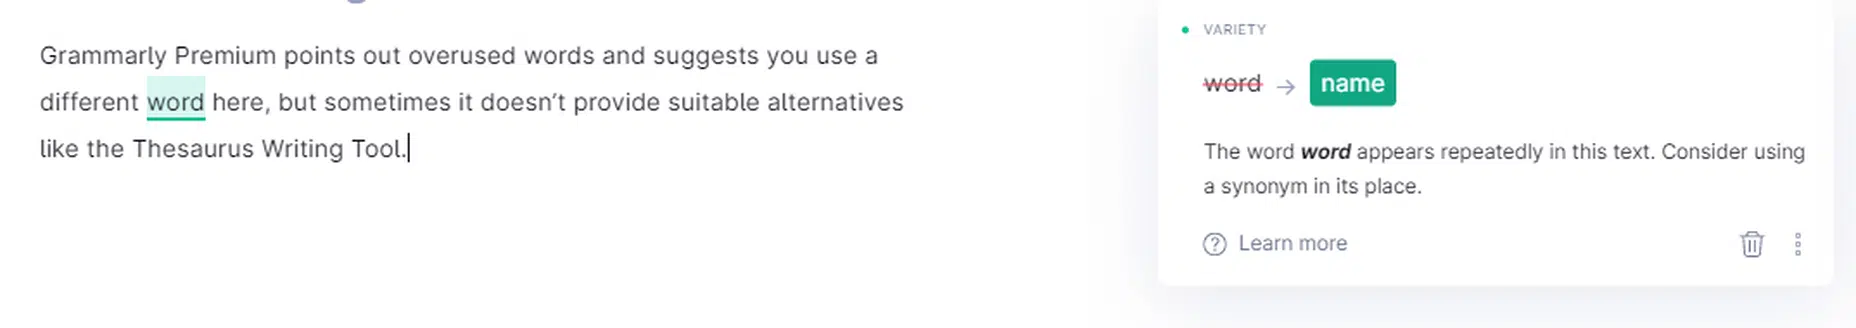 Grammarly Premium points out overused words and suggests you use a
different word here, but sometimes it doesn’t provide suitable alternatives
like the Thesaurus Writing Tool.
VARIETY
word → name
The word word appears repeatedly in this text. Consider using
a synonym in its place.
Learn more